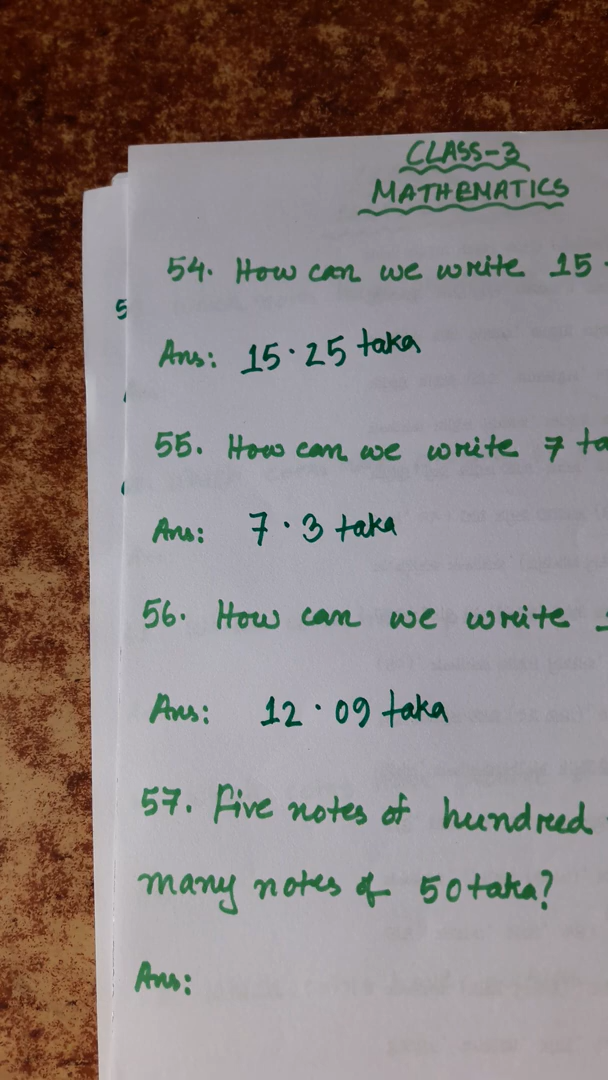 CLASS-3
MATHEMATICS
54. How can we write 15
Ans: 15.25 taka
5
55. How can we write 7 ta
Ans: 7.3 taka
56. How can we write
Ans: 12.09 taka
57. Five notes of hundred
many notes of 50 taka?
Ans: